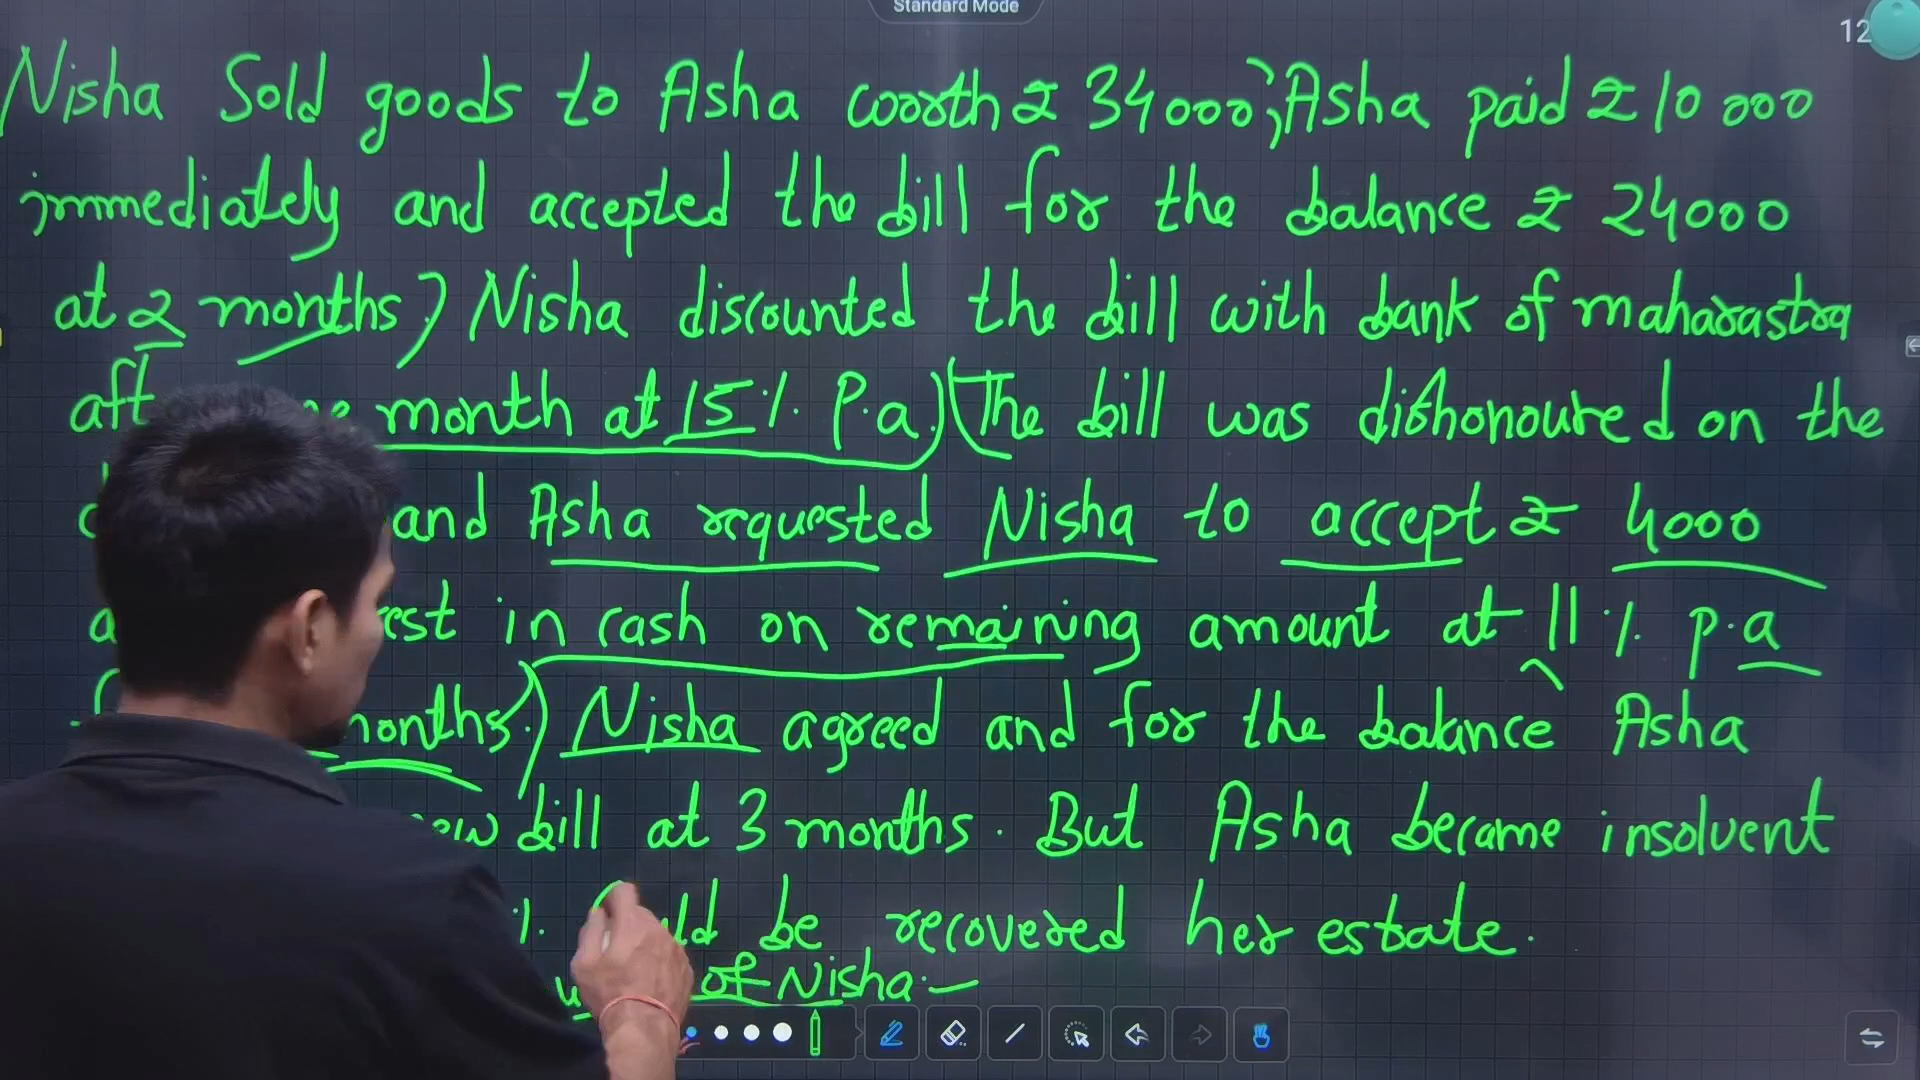 Standard Mode
12
Nisha Sold goods to Asha worth ₹ 34000; Asha paid ₹ 10 000
immediately and accepted the bill for the balance ₹ 24000
at 2 months. Nisha discounted the bill with bank of maharastra
month at 15 % P.a. The bill was dishonoured on the
and Asha requested Nisha to accept ₹ 4000
in cash on remaining amount at 11 % p.a
months. Nisha agreed and for the balance Asha
new bill at 3 months. But Asha became insolvent
%. be recovered her estate.
of Nisha:-